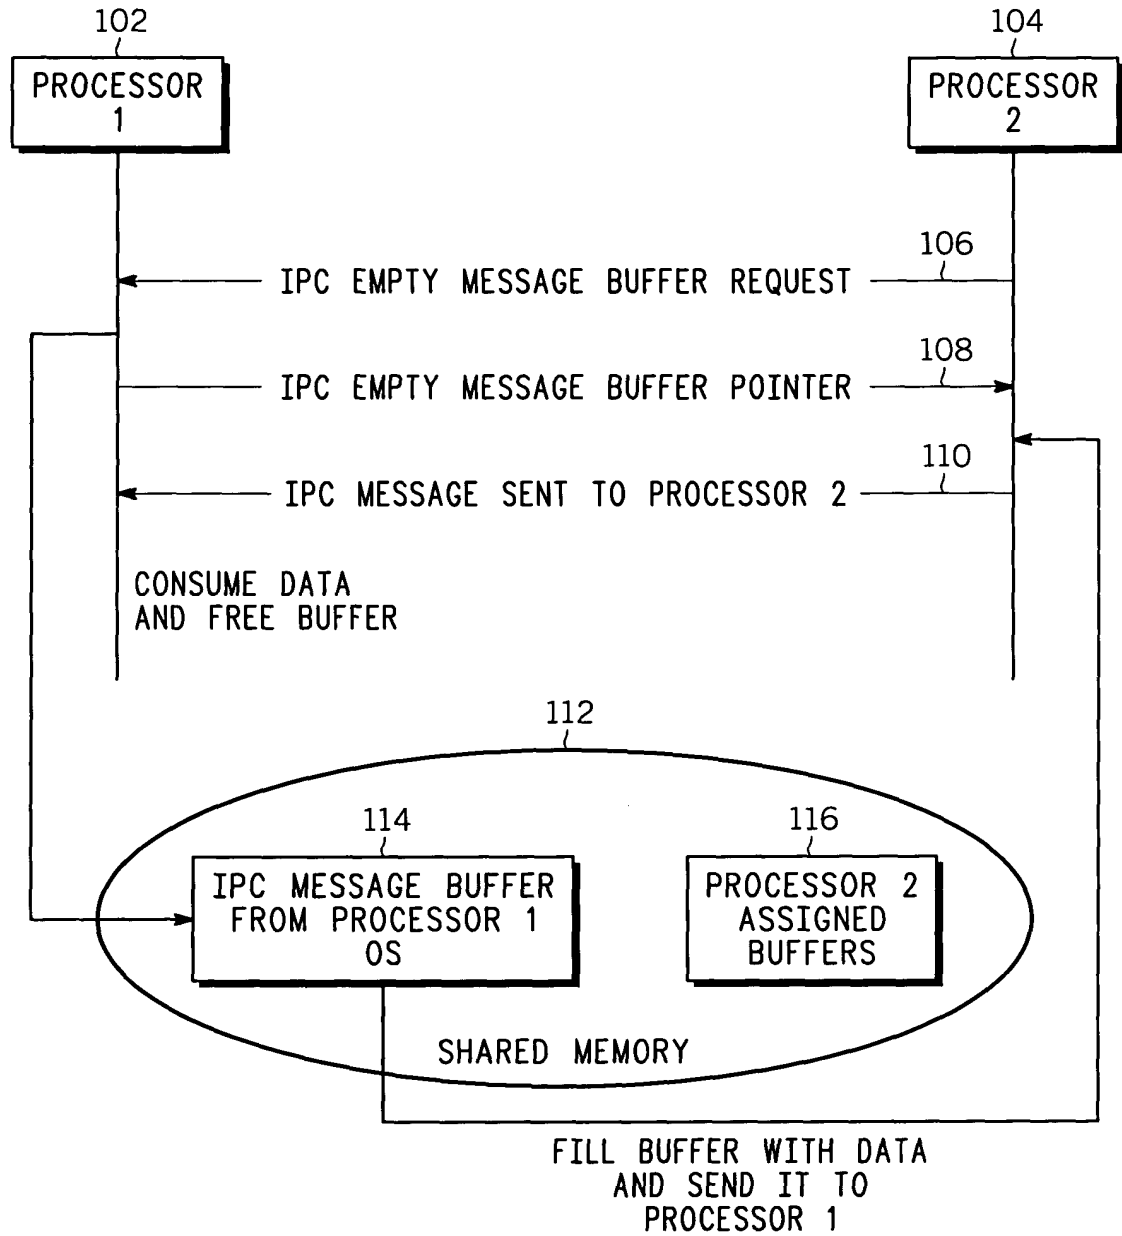 102
104
PROCESSOR
1
PROCESSOR
2
106
IPC EMPTY MESSAGE BUFFER REQUEST
108
IPC EMPTY MESSAGE BUFFER POINTER
110
IPC MESSAGE SENT TO PROCESSOR 2
CONSUME DATA
AND FREE BUFFER
112
114
116
IPC MESSAGE BUFFER
FROM PROCESSOR 1
OS
PROCESSOR 2
ASSIGNED
BUFFERS
SHARED MEMORY
FILL BUFFER WITH DATA
AND SEND IT TO
PROCESSOR 1